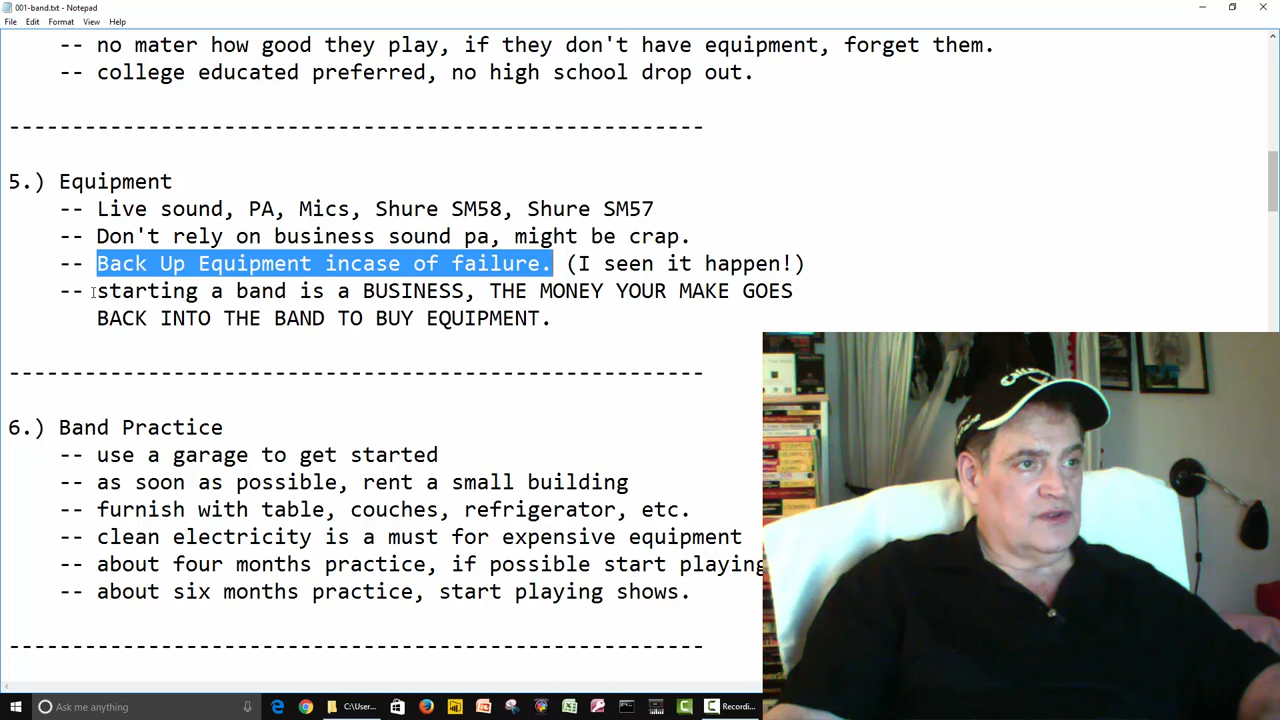 001-band.txt - Notepad
File Edit Format View Help
-- no mater how good they play, if they don't have equipment, forget them.
-- college educated preferred, no high school drop out.
-------------------------------------------------------
5.) Equipment
-- Live sound, PA, Mics, Shure SM58, Shure SM57
-- Don't rely on business sound pa, might be crap.
-- Back Up Equipment incase of failure. (I seen it happen!)
-- starting a band is a BUSINESS, THE MONEY YOUR MAKE GOES
BACK INTO THE BAND TO BUY EQUIPMENT.
-------------------------------------------------------
6.) Band Practice
-- use a garage to get started
-- as soon as possible, rent a small building
-- furnish with table, couches, refrigerator, etc.
-- clean electricity is a must for expensive equipment
-- about four months practice, if possible start playing
-- about six months practice, start playing shows.
-------------------------------------------------------
Ask me anything
C:\User...
Recordi...